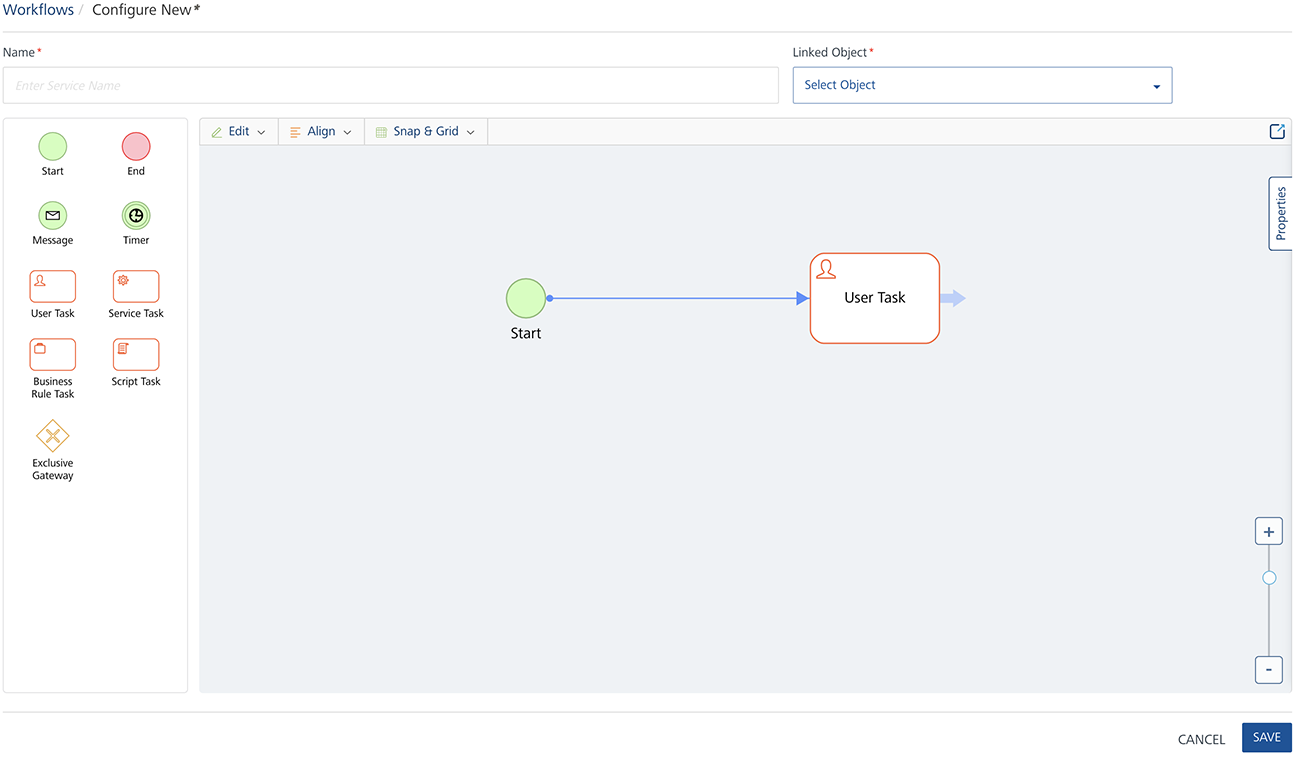 Workflows / Configure New*
Name*
Linked Object*
Enter Service Name
Select Object
Edit
Align
Snap & Grid
Start
End
Message
Timer
User Task
Service Task
Business
Rule Task
Script Task
Exclusive
Gateway
Start
User Task
Properties
+
-
CANCEL
SAVE